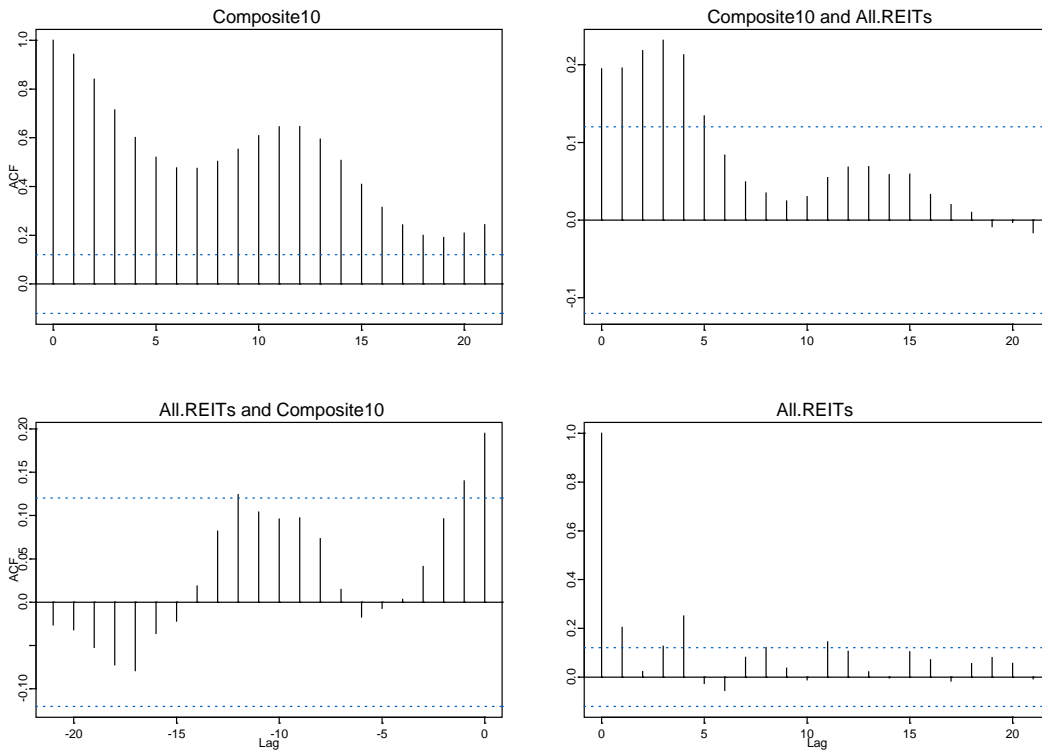 Composite10
ACF
0.0 0.2 0.4 0.6 0.8 1.0
0 5 10 15 20
Composite10 and All.REITs
-0.1 0.0 0.1 0.2
0 5 10 15 20
All.REITs and Composite10
ACF
-0.10 0.0 0.05 0.10 0.15 0.20
-20 -15 -10 -5 0
Lag
All.REITs
0.0 0.2 0.4 0.6 0.8 1.0
0 5 10 15 20
Lag